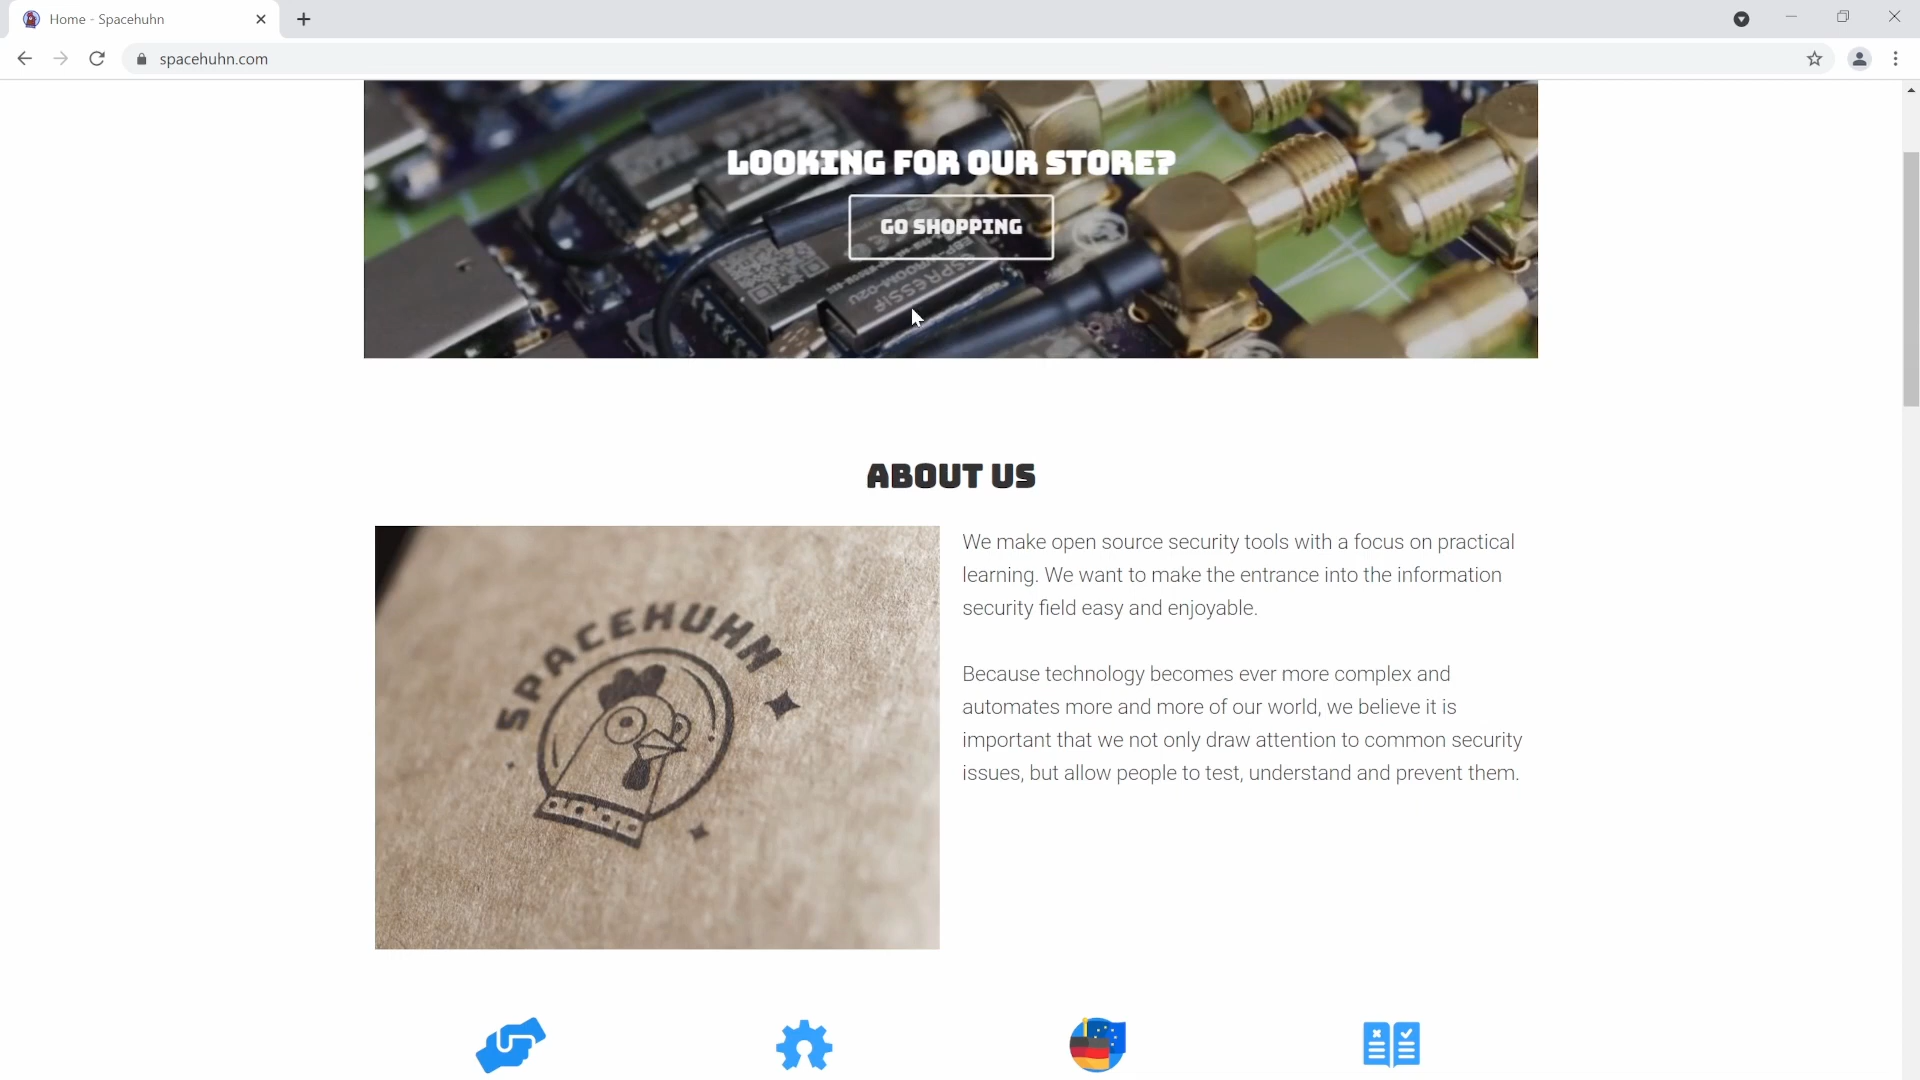 Home - Spacehuhn
spacehuhn.com
LOOKING FOR OUR STORE?
GO SHOPPING
ESPRESSIF
ABOUT US
SPACEHUHN
We make open source security tools with a focus on practical
learning. We want to make the entrance into the information
security field easy and enjoyable.
Because technology becomes ever more complex and
automates more and more of our world, we believe it is
important that we not only draw attention to common security
issues, but allow people to test, understand and prevent them.